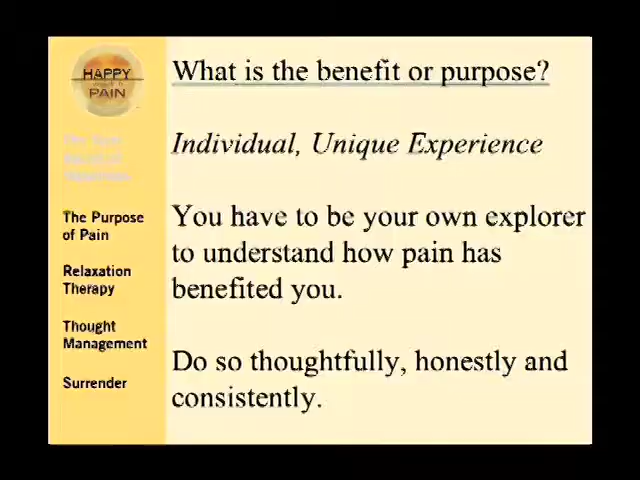 HAPPY
PAIN
What is the benefit or purpose?
Individual, Unique Experience
The Purpose
of Pain
Relaxation
Therapy
Thought
Management
Surrender
You have to be your own explorer
to understand how pain has
benefited you.
Do so thoughtfully, honestly and
consistently.